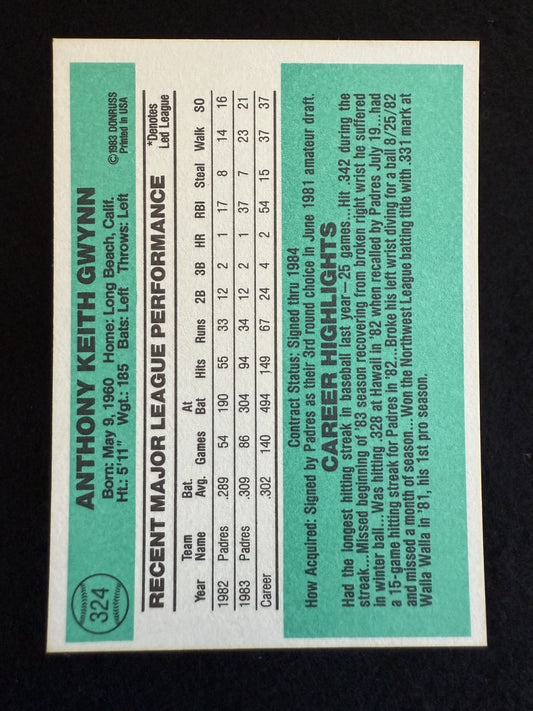 324
ANTHONY KEITH GWYNN
Born: May 9, 1960 Home: Long Beach, Calif.
Ht.: 5'11" Wgt.: 185 Bats: Left Throws: Left
©1983 DONRUSS
Printed in USA
RECENT MAJOR LEAGUE PERFORMANCE
*Denotes
Led League
Year Team Name Bat. Avg. Games At Bat Hits Runs 2B 3B HR RBI Steal Walk SO
1982 Padres .289 54 190 55 33 12 2 1 17 8 14 16
1983 Padres .309 86 304 94 34 12 2 1 37 7 23 21
Career .302 140 494 149 67 24 4 2 54 15 37 37
Contract Status: Signed thru 1984
How Acquired: Signed by Padres as their 3rd round choice in June 1981 amateur draft.
CAREER HIGHLIGHTS
Had the longest hitting streak in baseball last year—25 games...Hit .342 during the
streak...Missed beginning of '83 season recovering from broken right wrist he suffered
in winter ball...Was hitting .328 at Hawaii in '82 when recalled by Padres July 19...had
a 15-game hitting streak for Padres in '82...Broke his left wrist diving for a ball 8/25/82
and missed a month of season...Won the Northwest League batting title with .331 mark at
Walla Walla in '81, his 1st pro season.